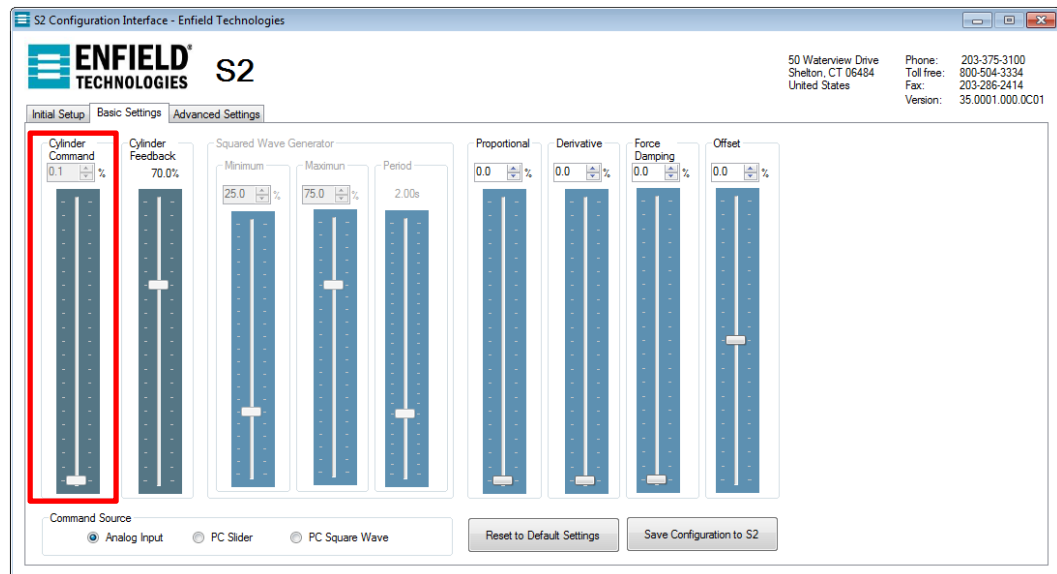 S2 Configuration Interface - Enfield Technologies
ENFIELD®
TECHNOLOGIES
S2
50 Waterview Drive
Shelton, CT 06484
United States
Phone: 203-375-3100
Toll free: 800-504-3334
Fax: 203-286-2414
Version: 35.0001.000.0C01
Initial Setup Basic Settings Advanced Settings
Cylinder Command
0.1 %
Cylinder Feedback
70.0%
Squared Wave Generator
Minimum
25.0 %
Maximun
75.0 %
Period
2.00s
Proportional
0.0 %
Derivative
0.0 %
Force Damping
0.0 %
Offset
0.0 %
Command Source
Analog Input PC Slider PC Square Wave
Reset to Default Settings
Save Configuration to S2